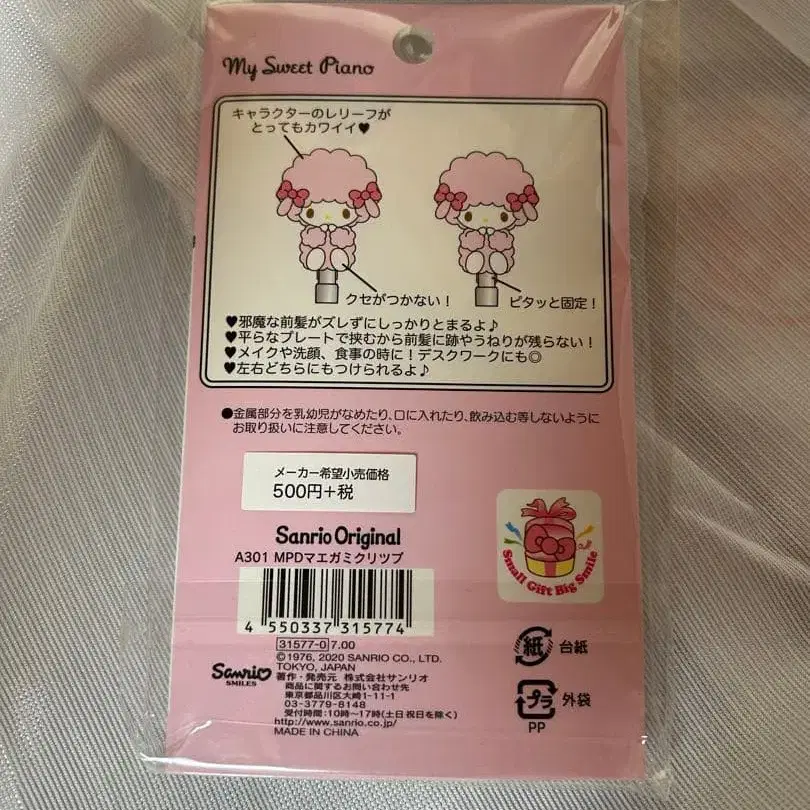 My Sweet Piano
キャラクターのレリーフが
とってもカワイイ♥
クセがつかない！
ピタッと固定！
♥邪魔な前髪がズレずにしっかりとまるよ♪
♥平らなプレートで挟むから前髪に跡やうねりが残らない！
♥メイクや洗顔、食事の時に！デスクワークにも◎
♥左右どちらにもつけられるよ♪
●金属部分を乳幼児がなめたり、口に入れたり、飲み込む等しないように
お取り扱いに注意してください。
メーカー希望小売価格
500円+税
Sanrio Original
A301 MPDマエガミクリツプ
4 550337 315774
31577-0 7.00
©1976, 2020 SANRIO CO., LTD.
TOKYO, JAPAN
Sanrio
SMILES
著作・発売元 株式会社サンリオ
商品に関するお問い合わせ先
東京都品川区大崎1-11-1
03-3779-8148
受付時間:10時〜17時(土日祝日を除く)
http://www.sanrio.co.jp/
MADE IN CHINA
Small Gift Big Smile
紙 台紙
プラ 外袋
PP